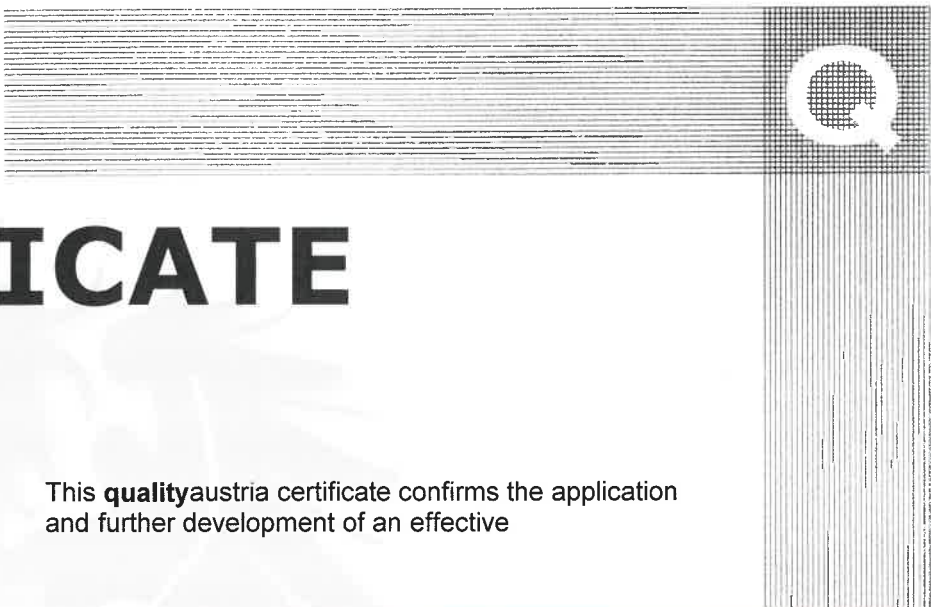 Q
ICATE
This qualityaustria certificate confirms the application
and further development of an effective